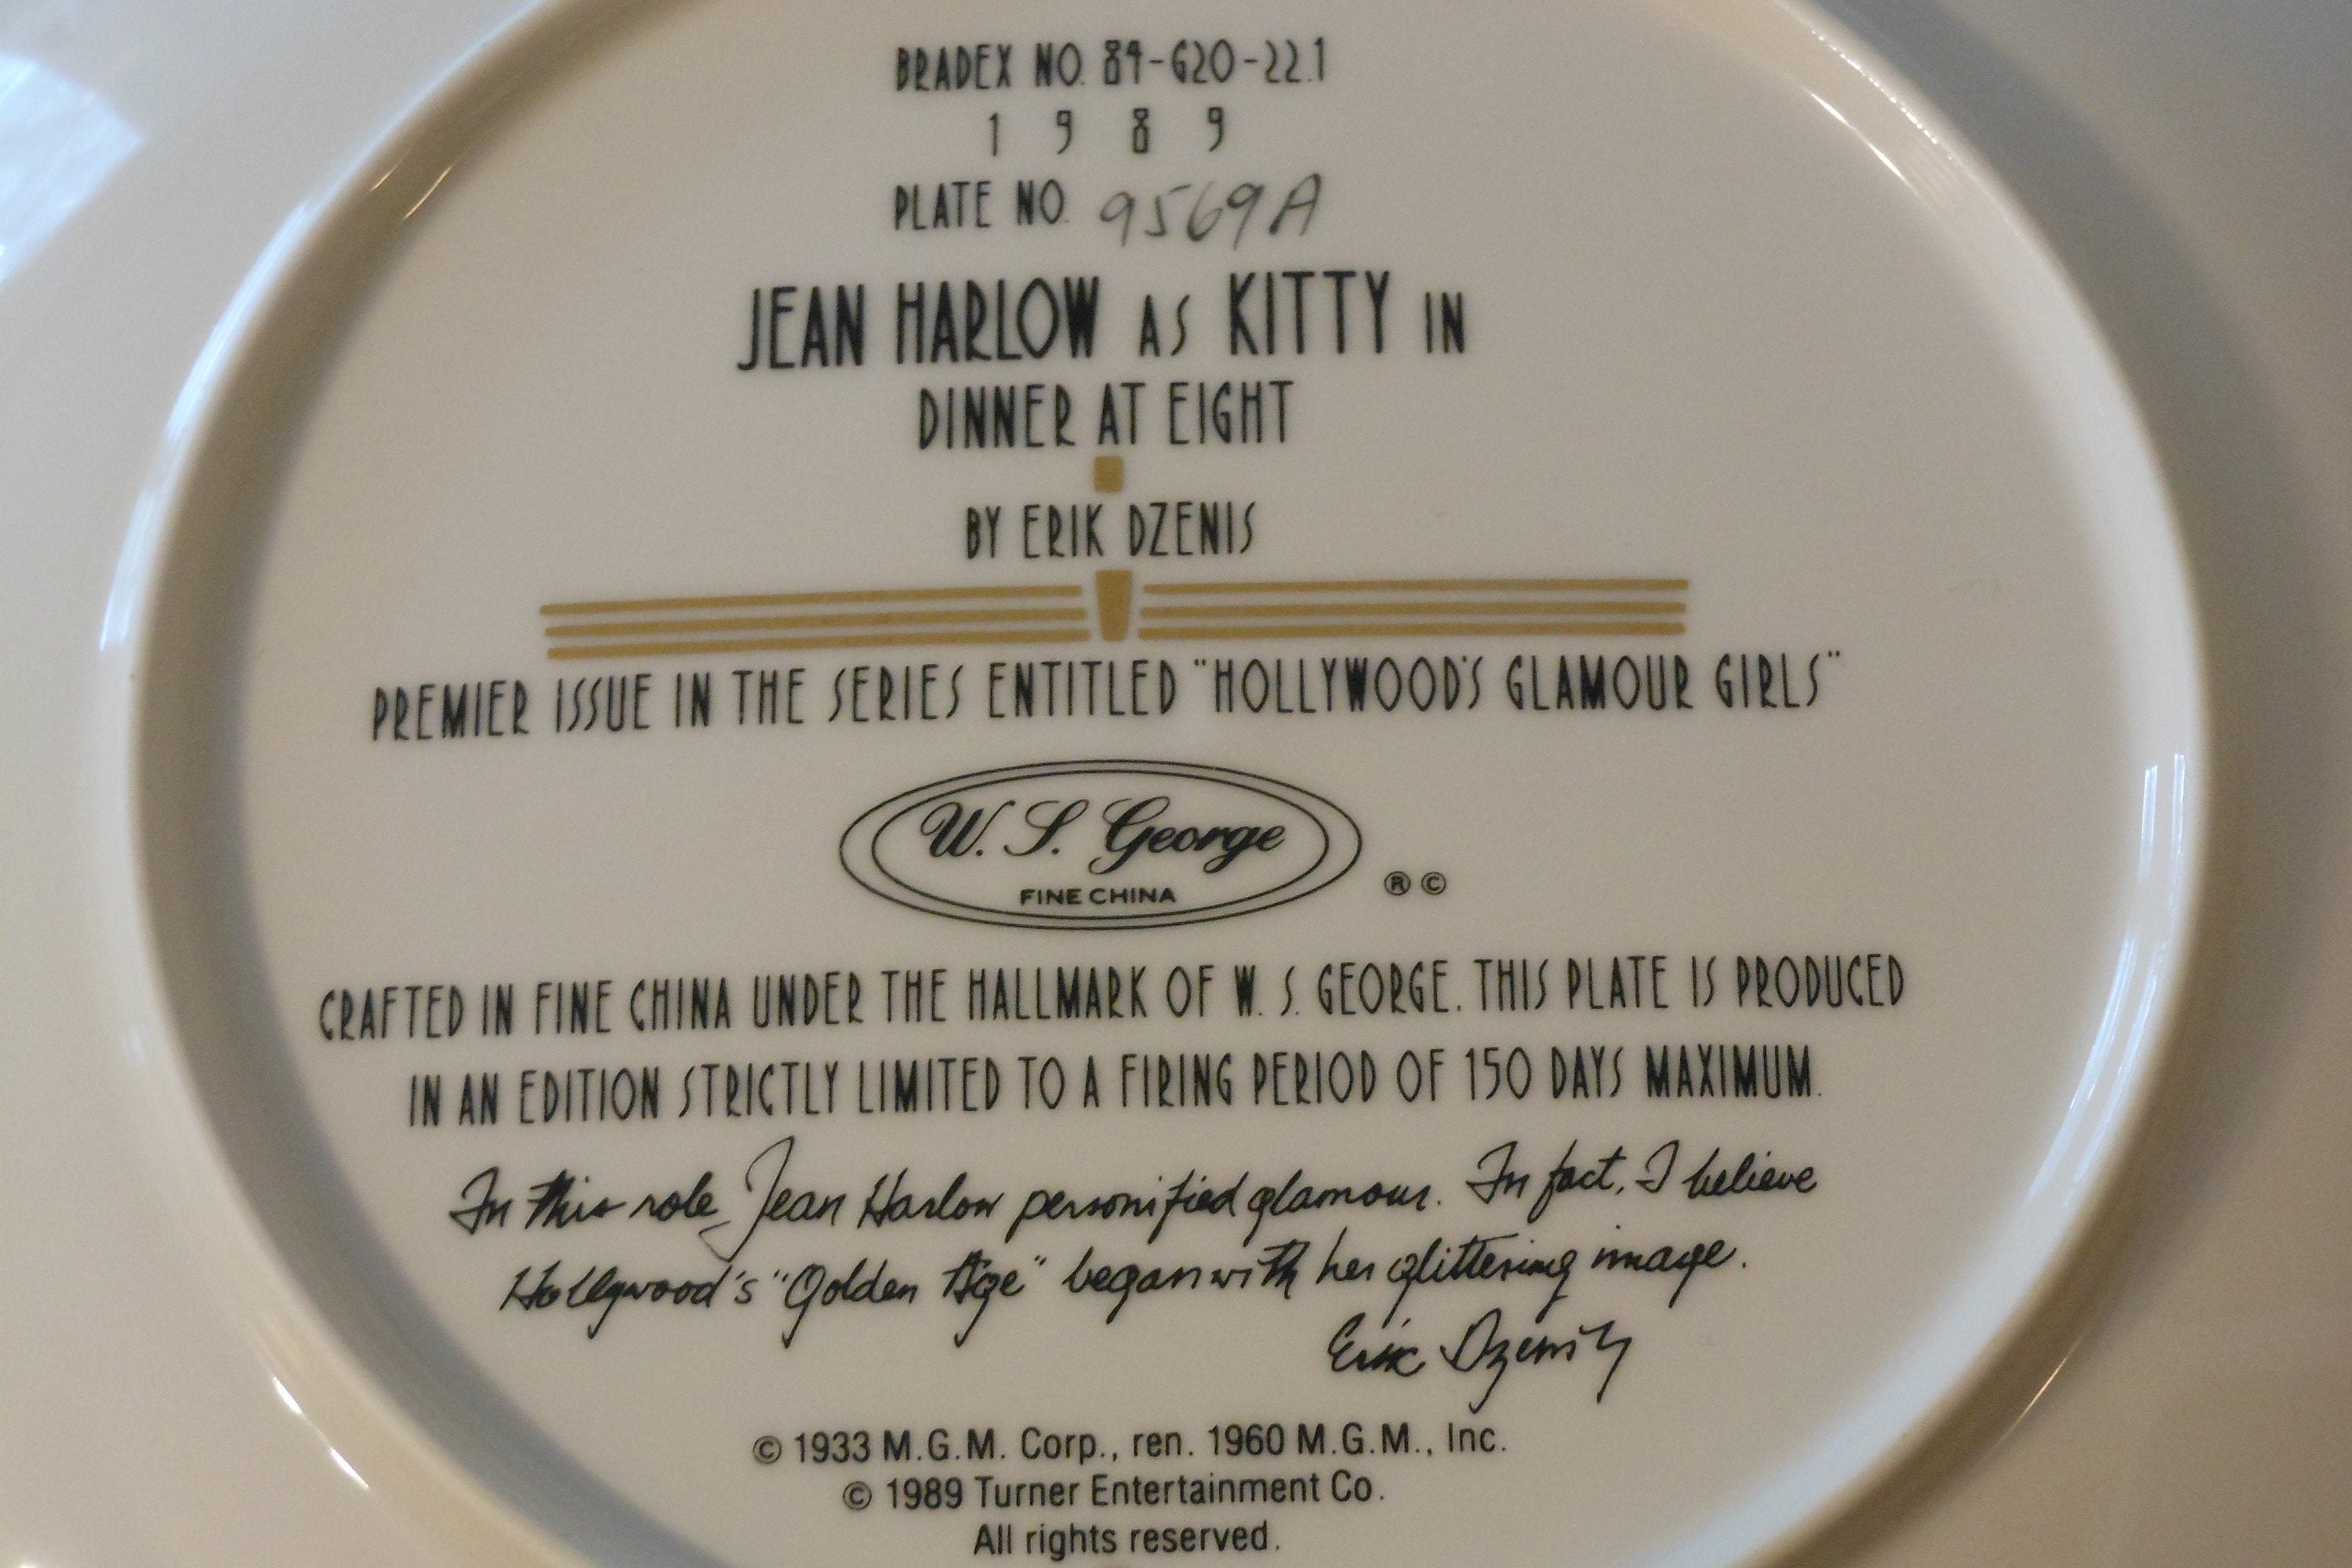 BRADEX NO. 84-G20-22.1
1989
PLATE NO. 9569A
JEAN HARLOW AS KITTY IN
DINNER AT EIGHT
BY ERIK DZENIS
PREMIER ISSUE IN THE SERIES ENTITLED "HOLLYWOOD'S GLAMOUR GIRLS"
W. S. George
FINE CHINA
® ©
CRAFTED IN FINE CHINA UNDER THE HALLMARK OF W. S. GEORGE. THIS PLATE IS PRODUCED
IN AN EDITION STRICTLY LIMITED TO A FIRING PERIOD OF 150 DAYS MAXIMUM.
In this role, Jean Harlow personified glamour. In fact, I believe
Hollywood's "Golden Age" began with her glittering image.
Erik Dzenis
© 1933 M.G.M. Corp., ren. 1960 M.G.M., Inc.
© 1989 Turner Entertainment Co.
All rights reserved.